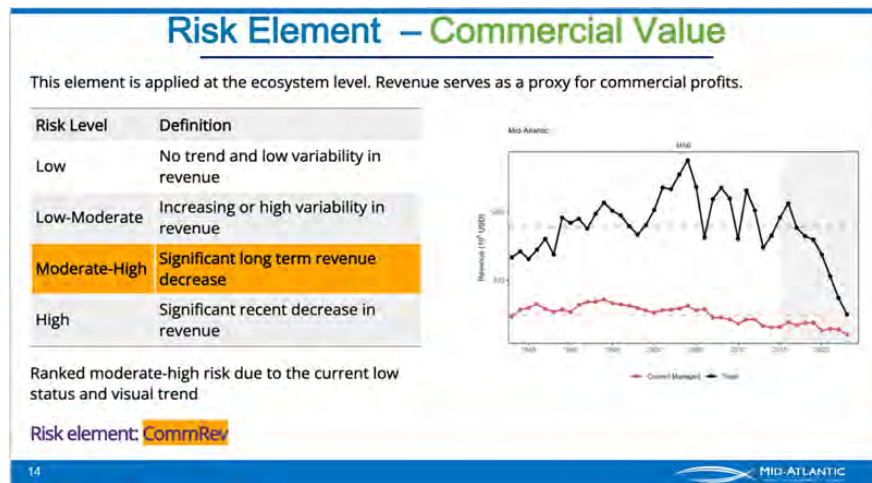 Risk Element – Commercial Value
This element is applied at the ecosystem level. Revenue serves as a proxy for commercial profits.
Risk Level Definition
Low No trend and low variability in
revenue
Low-Moderate Increasing or high variability in
revenue
Moderate-High Significant long term revenue
decrease
High Significant recent decrease in
revenue
Ranked moderate-high risk due to the current low
status and visual trend
Risk element: CommRev
Mid-Atlantic
Revenue (10⁶ USD)
Council Managed Total
14
MID-ATLANTIC